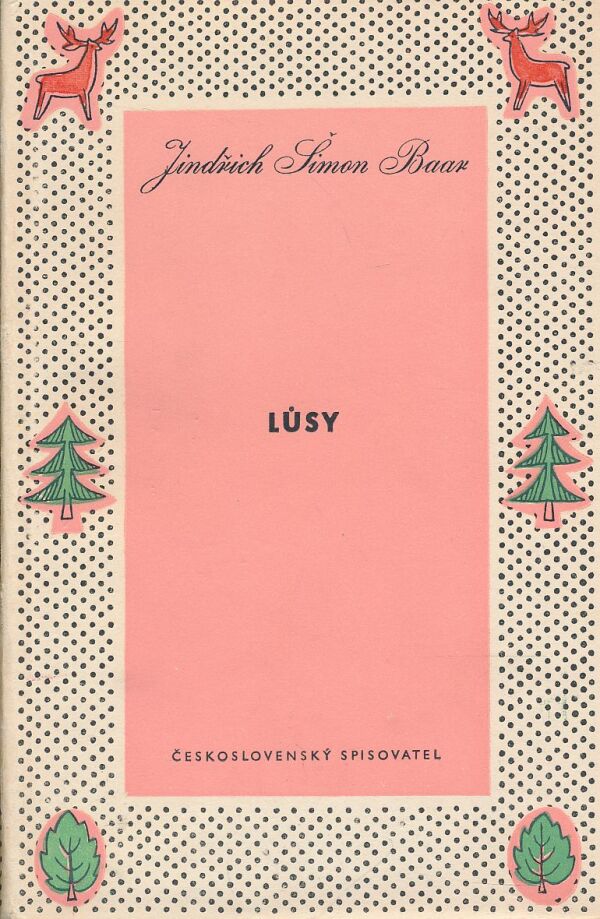 Jindřich Šimon Baar
LŮSY
ČESKOSLOVENSKÝ SPISOVATEL